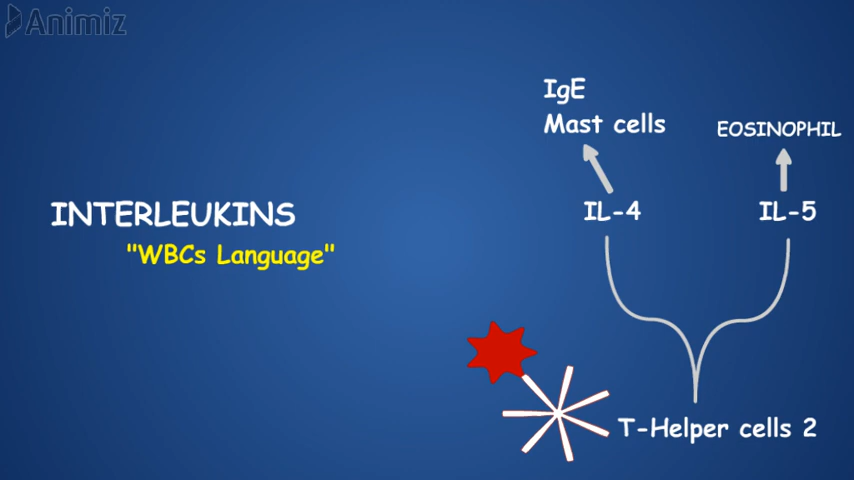 Animiz
IgE
Mast cells
EOSINOPHIL
INTERLEUKINS
IL-4
IL-5
"WBCs Language"
T-Helper cells 2